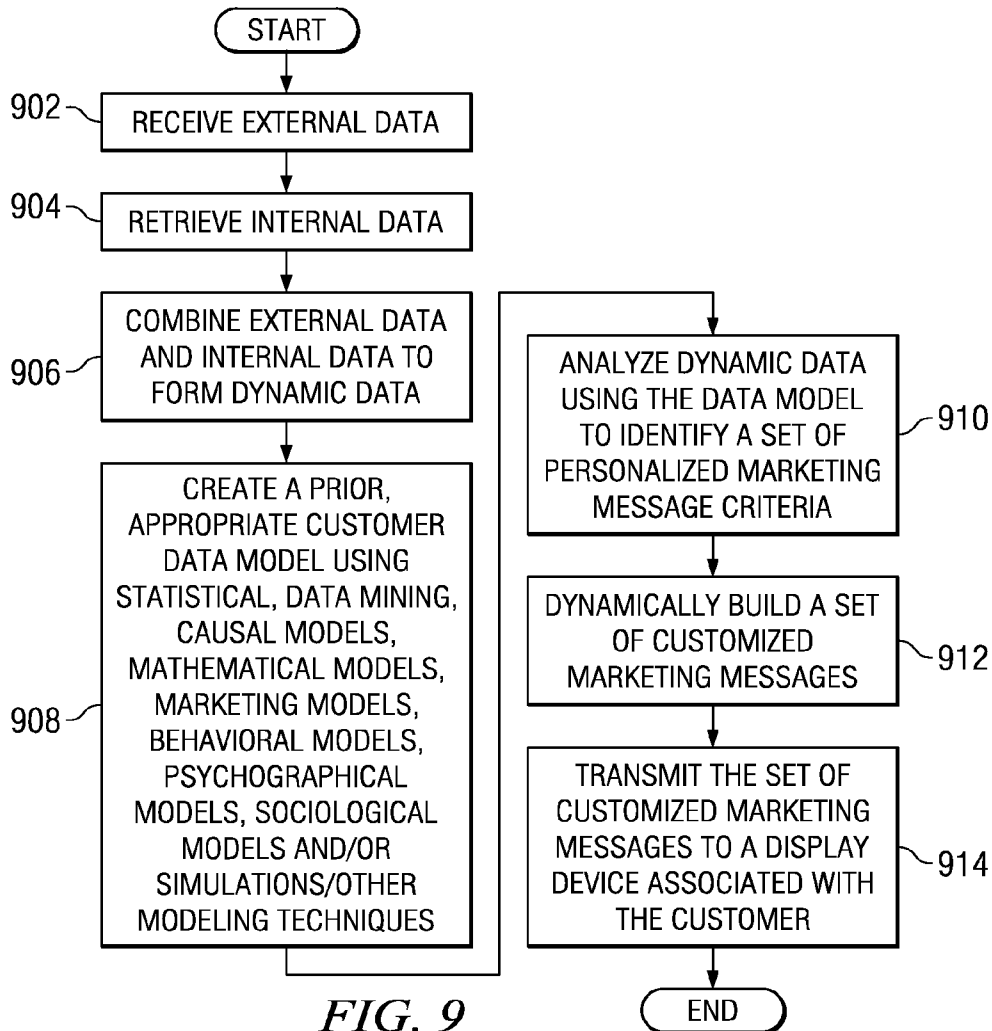 START
902
RECEIVE EXTERNAL DATA
904
RETRIEVE INTERNAL DATA
906
COMBINE EXTERNAL DATA
AND INTERNAL DATA TO
FORM DYNAMIC DATA
908
CREATE A PRIOR,
APPROPRIATE CUSTOMER
DATA MODEL USING
STATISTICAL, DATA MINING,
CAUSAL MODELS,
MATHEMATICAL MODELS,
MARKETING MODELS,
BEHAVIORAL MODELS,
PSYCHOGRAPHICAL
MODELS, SOCIOLOGICAL
MODELS AND/OR
SIMULATIONS/OTHER
MODELING TECHNIQUES
ANALYZE DYNAMIC DATA
USING THE DATA MODEL
TO IDENTIFY A SET OF
PERSONALIZED MARKETING
MESSAGE CRITERIA
910
DYNAMICALLY BUILD A SET
OF CUSTOMIZED
MARKETING MESSAGES
912
TRANSMIT THE SET OF
CUSTOMIZED MARKETING
MESSAGES TO A DISPLAY
DEVICE ASSOCIATED WITH
THE CUSTOMER
914
END
FIG. 9